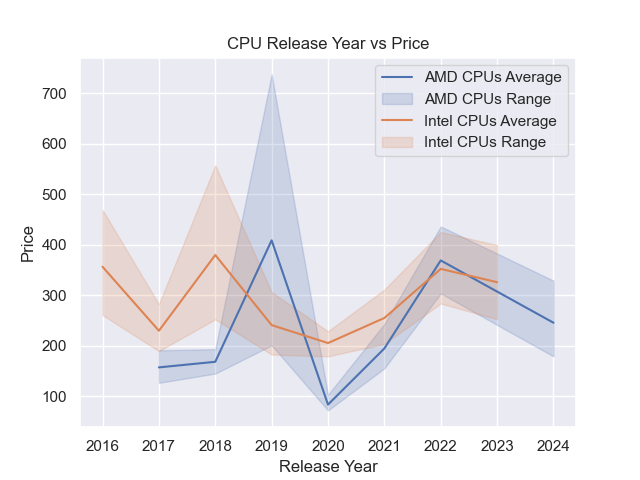 CPU Release Year vs Price
AMD CPUs Average
AMD CPUs Range
Intel CPUs Average
Intel CPUs Range
Price
700
600
500
400
300
200
100
2016 2017 2018 2019 2020 2021 2022 2023 2024
Release Year